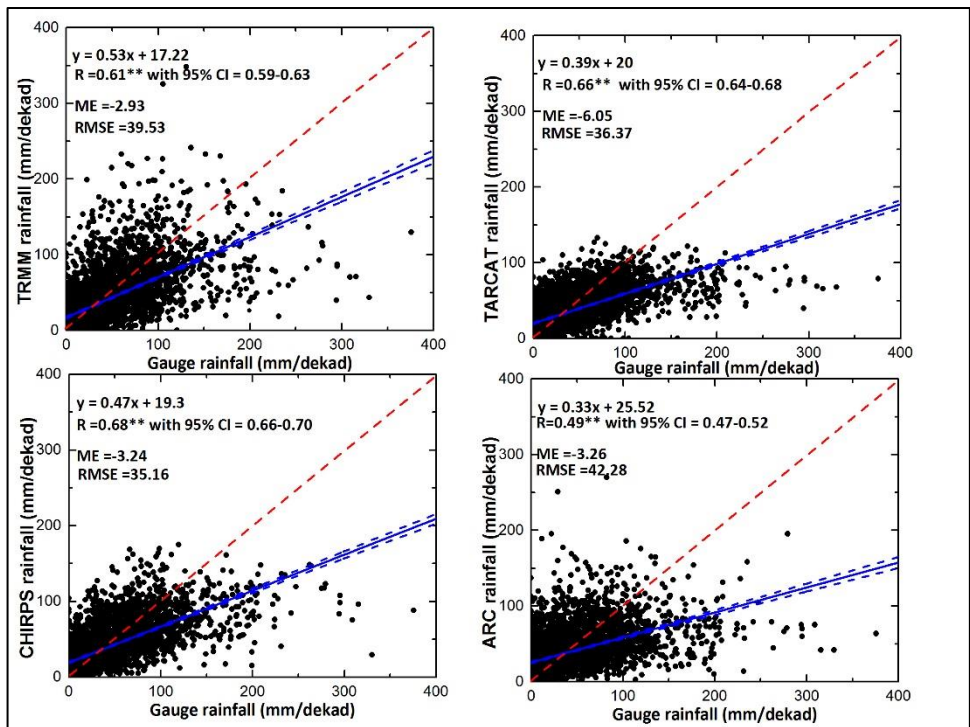 y = 0.53x + 17.22
R =0.61** with 95% CI = 0.59-0.63
ME =-2.93
RMSE =39.53
TRMM rainfall (mm/dekad)
400
300
200
100
0
0 100 200 300 400
Gauge rainfall (mm/dekad)
y = 0.39x + 20
R =0.66** with 95% CI = 0.64-0.68
ME =-6.05
RMSE =36.37
TARCAT rainfall (mm/dekad)
400
300
200
100
0
0 100 200 300 400
Gauge rainfall (mm/dekad)
y = 0.47x + 19.3
R =0.68** with 95% CI = 0.66-0.70
ME =-3.24
RMSE =35.16
CHIRPS rainfall (mm/dekad)
400
300
200
100
0
0 100 200 300 400
Gauge rainfall (mm/dekad)
y = 0.33x + 25.52
R=0.49** with 95% CI = 0.47-0.52
ME =-3.26
RMSE =42.28
ARC rainfall (mm/dekad)
400
300
200
100
0
0 100 200 300 400
Gauge rainfall (mm/dekad)